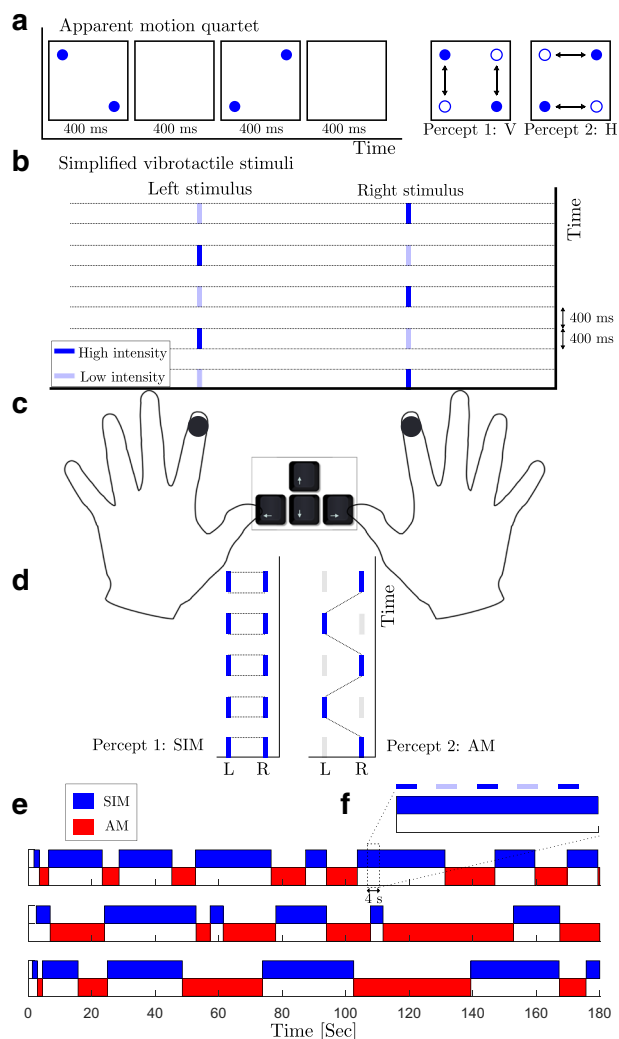 a
Apparent motion quartet
400 ms 400 ms 400 ms 400 ms
Time
Percept 1: V Percept 2: H
b
Simplified vibrotactile stimuli
Left stimulus Right stimulus
Time
400 ms
400 ms
High intensity
Low intensity
c
↑
← ↓ →
d
Time
Percept 1: SIM
Percept 2: AM
L R L R
e
SIM
AM
f
4 s
0 20 40 60 80 100 120 140 160 180
Time [Sec]